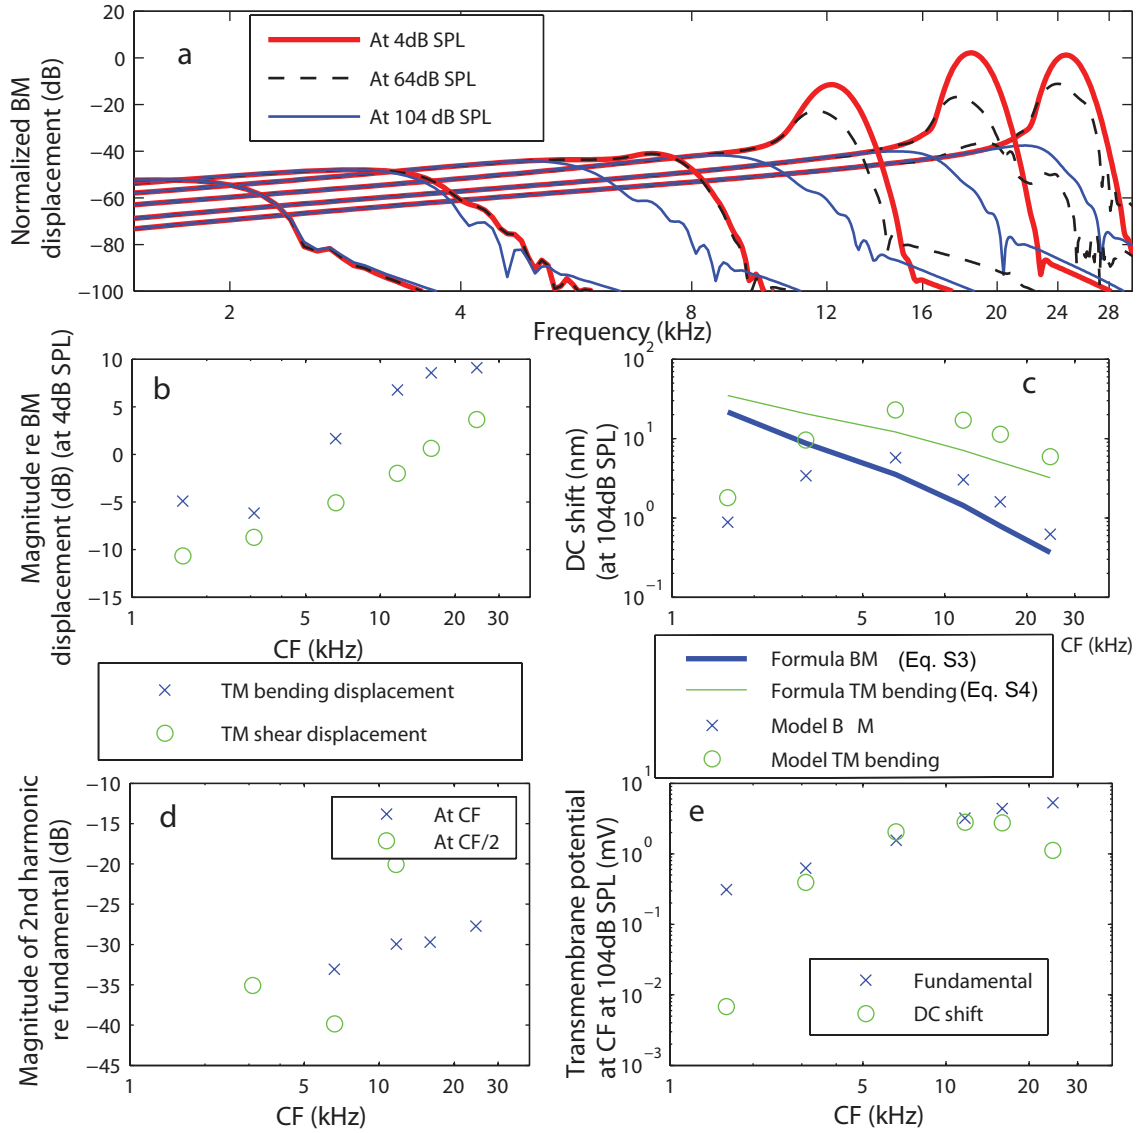 a
At 4dB SPL
At 64dB SPL
At 104 dB SPL
Normalized BM
displacement (dB)
20
0
−20
−40
−60
−80
−100
2
4
8
12
16
20
24
28
Frequency (kHz)
b
Magnitude re BM
displacement (dB) (at 4dB SPL)
10
5
0
−5
−10
−15
1
5
10
20
30
CF (kHz)
TM bending displacement
TM shear displacement
c
DC shift (nm)
(at 104dB SPL)
10 2
10 1
10 0
10 −1
1
5
10
20
30
CF (kHz)
Formula BM (Eq. S3)
Formula TM bending (Eq. S4)
Model B M
Model TM bending
d
Magnitude of 2nd harmonic
re fundamental (dB)
At CF
At CF/2
−10
−15
−20
−25
−30
−35
−40
−45
1
5
10
20
30
CF (kHz)
e
Transmembrane potential
at CF at 104dB SPL (mV)
10 1
10 0
10 −1
10 −2
10 −3
Fundamental
DC shift
1
5
10
20
30
CF (kHz)